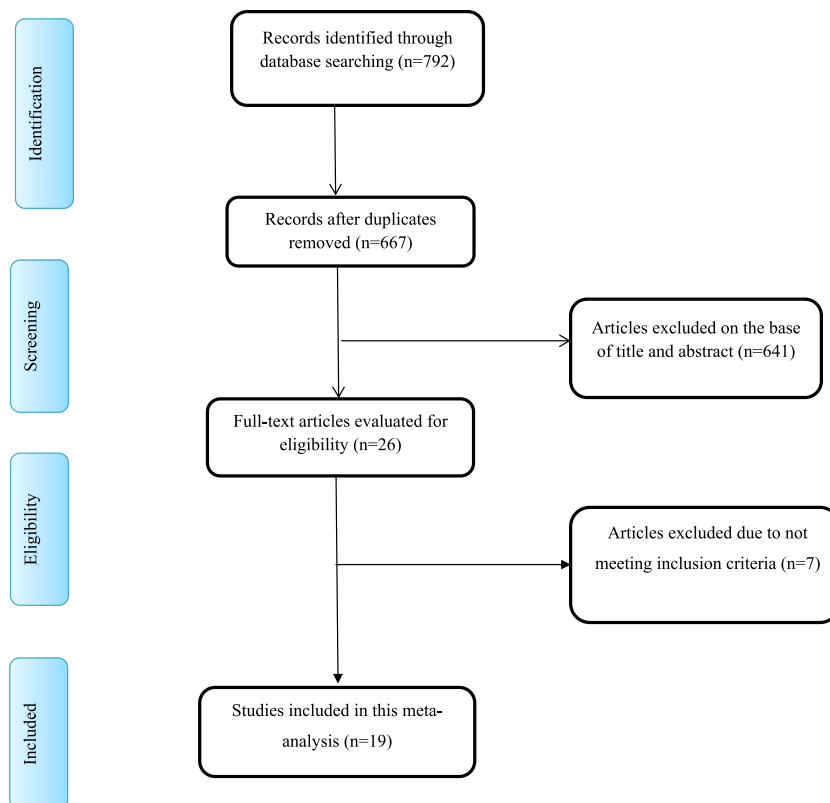 Identification
Records identified through
database searching (n=792)
Records after duplicates
removed (n=667)
Screening
Articles excluded on the base
of title and abstract (n=641)
Full-text articles evaluated for
eligibility (n=26)
Eligibility
Articles excluded due to not
meeting inclusion criteria (n=7)
Included
Studies included in this meta-
analysis (n=19)